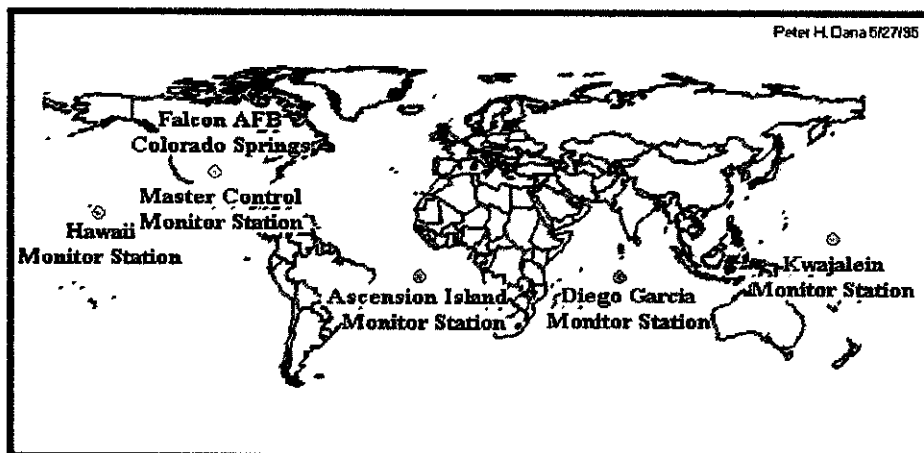 Peter H. Dana 5/27/95
Falcon AFB
Colorado Springs
Master Control
Monitor Station
Hawaii
Monitor Station
Ascension Island
Monitor Station
Diego Garcia
Monitor Station
Kwajalein
Monitor Station